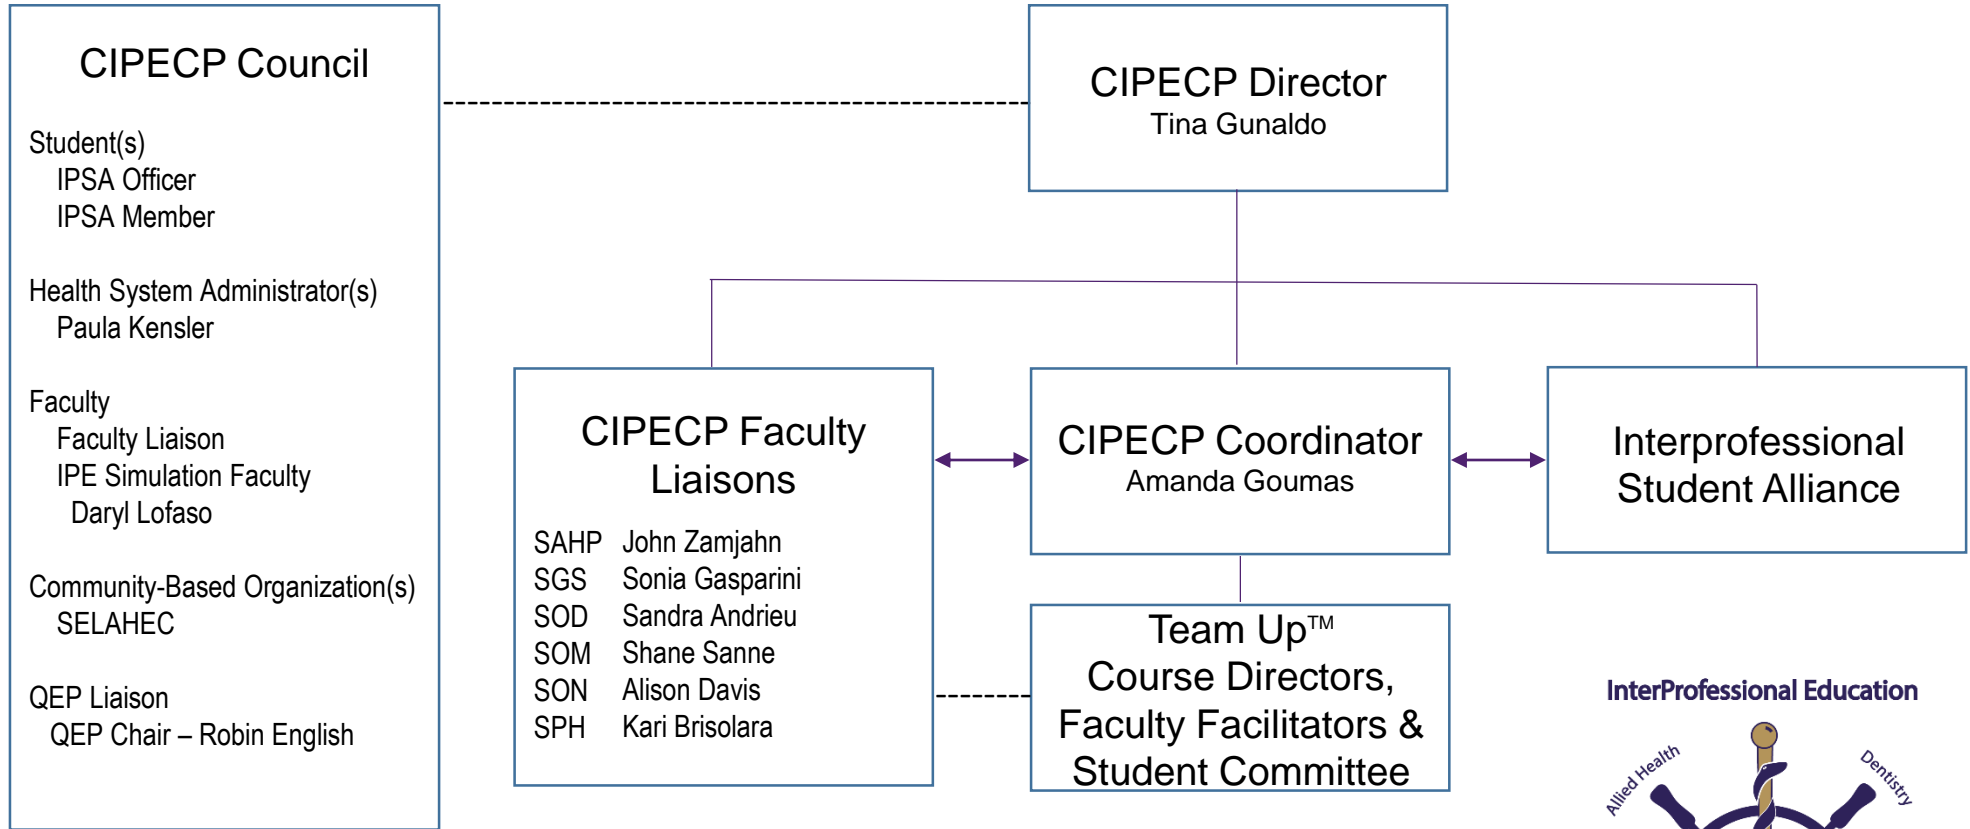 CIPECP Council
Student(s)
IPSA Officer
IPSA Member
Health System Administrator(s)
Paula Kensler
Faculty
Faculty Liaison
IPE Simulation Faculty
Daryl Lofaso
Community-Based Organization(s)
SELAHEC
QEP Liaison
QEP Chair – Robin English
CIPECP Director
Tina Gunaldo
CIPECP Faculty
Liaisons
SAHP John Zamjahn
SGS Sonia Gasparini
SOD Sandra Andrieu
SOM Shane Sanne
SON Alison Davis
SPH Kari Brisolara
CIPECP Coordinator
Amanda Goumas
Interprofessional
Student Alliance
Team Up™
Course Directors,
Faculty Facilitators &
Student Committee
InterProfessional Education
Allied Health
Dentistry